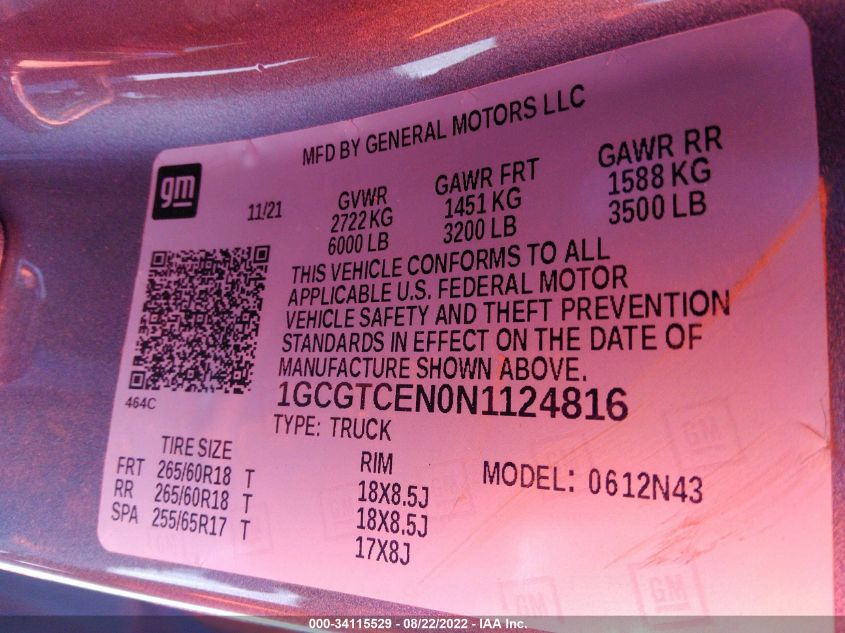 MFD BY GENERAL MOTORS LLC
gm
11/21
GVWR
2722 KG
6000 LB
GAWR FRT
1451 KG
3200 LB
GAWR RR
1588 KG
3500 LB
THIS VEHICLE CONFORMS TO ALL
APPLICABLE U.S. FEDERAL MOTOR
VEHICLE SAFETY AND THEFT PREVENTION
STANDARDS IN EFFECT ON THE DATE OF
MANUFACTURE SHOWN ABOVE.
464C
1GCGTCEN0N1124816
TYPE: TRUCK
TIRE SIZE
RIM
MODEL: 0612N43
FRT 265/60R18 T
18X8.5J
RR 265/60R18 T
18X8.5J
SPA 255/65R17 T
17X8J
GM
GM
GM
000-34115529 - 08/22/2022 - IAA Inc.